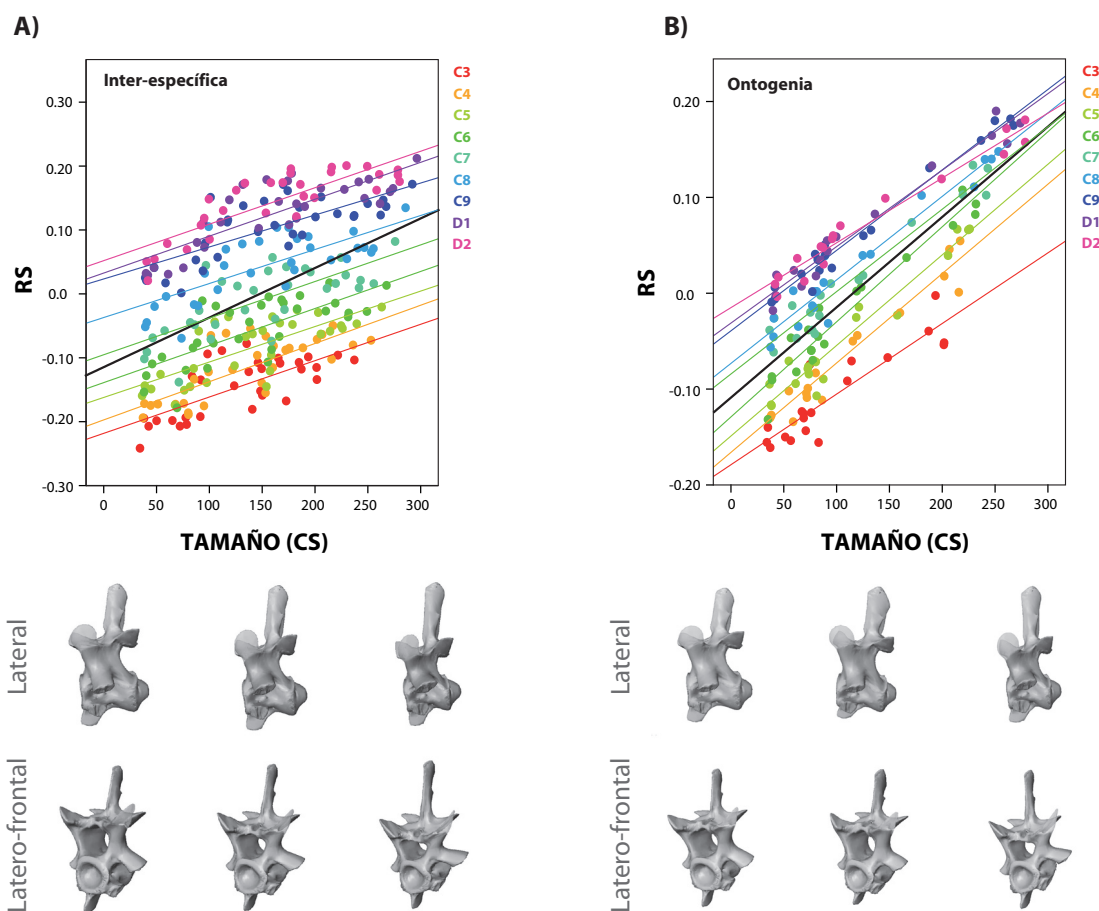 A)
Inter-específica
0.30
0.20
0.10
0.0
-0.10
-0.20
-0.30
RS
0 50 100 150 200 250 300
TAMAÑO (CS)
C3
C4
C5
C6
C7
C8
C9
D1
D2
Lateral
Latero-frontal
B)
Ontogenia
0.20
0.10
0.0
-0.10
-0.20
RS
0 50 100 150 200 250 300
TAMAÑO (CS)
C3
C4
C5
C6
C7
C8
C9
D1
D2
Lateral
Latero-frontal